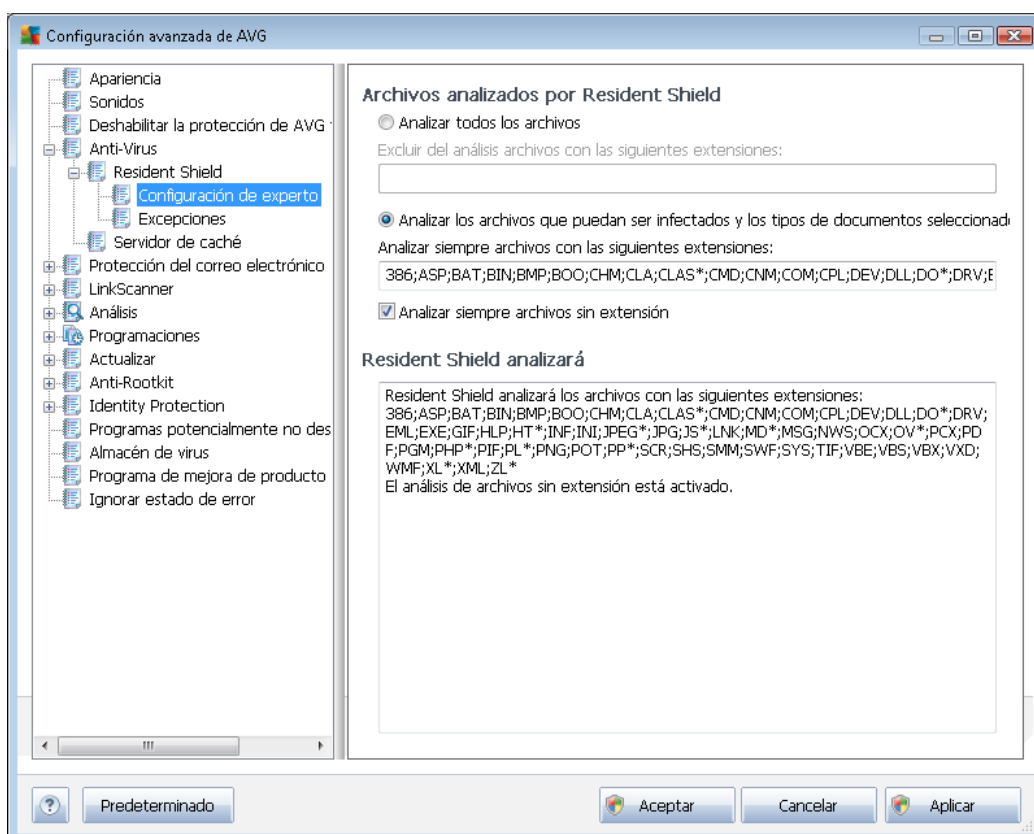 Configuración avanzada de AVG
Apariencia
Sonidos
Deshabilitar la protección de AVG
Anti-Virus
Resident Shield
Configuración de experto
Excepciones
Servidor de caché
Protección del correo electrónico
LinkScanner
Análisis
Programaciones
Actualizar
Anti-Rootkit
Identity Protection
Programas potencialmente no des
Almacén de virus
Programa de mejora de producto
Ignorar estado de error
Archivos analizados por Resident Shield
Analizar todos los archivos
Excluir del análisis archivos con las siguientes extensiones:
Analizar los archivos que puedan ser infectados y los tipos de documentos seleccionad
Analizar siempre archivos con las siguientes extensiones:
386;ASP;BAT;BIN;BMP;BOO;CHM;CLA;CLAS*;CMD;CNM;COM;CPL;DEV;DLL;DO*;DRV;E
Analizar siempre archivos sin extensión
Resident Shield analizará
Resident Shield analizará los archivos con las siguientes extensiones:
386;ASP;BAT;BIN;BMP;BOO;CHM;CLA;CLAS*;CMD;CNM;COM;CPL;DEV;DLL;DO*;DRV;
EML;EXE;GIF;HLP;HT*;INF;INI;JPEG*;JPG;JS*;LNK;MD*;MSG;NWS;OCX;OV*;PCX;PD
F;PGM;PHP*;PIF;PL*;PNG;POT;PP*;SCR;SHS;SMM;SWF;SYS;TIF;VBE;VBS;VBX;VXD;
WMF;XL*;XML;ZL*
El análisis de archivos sin extensión está activado.
Predeterminado
Aceptar
Cancelar
Aplicar